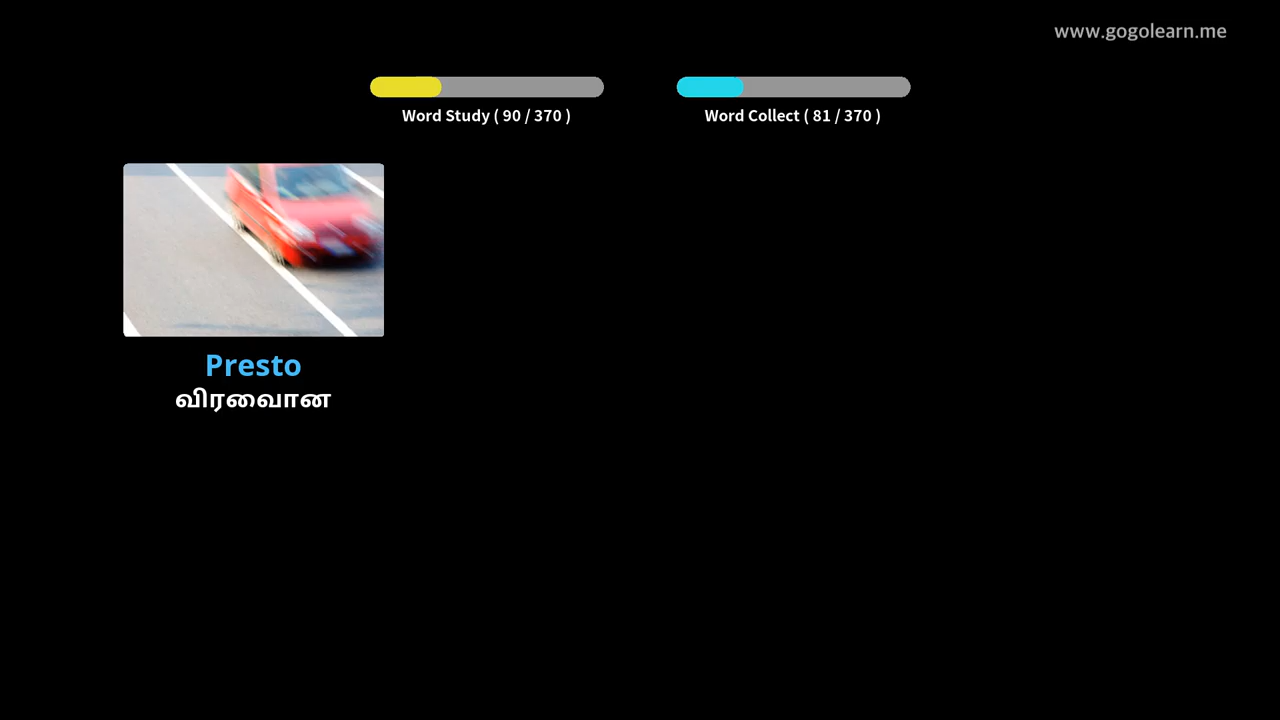 www.gogolearn.me
Word Study ( 90 / 370 )
Word Collect ( 81 / 370 )
Presto
விரைவான